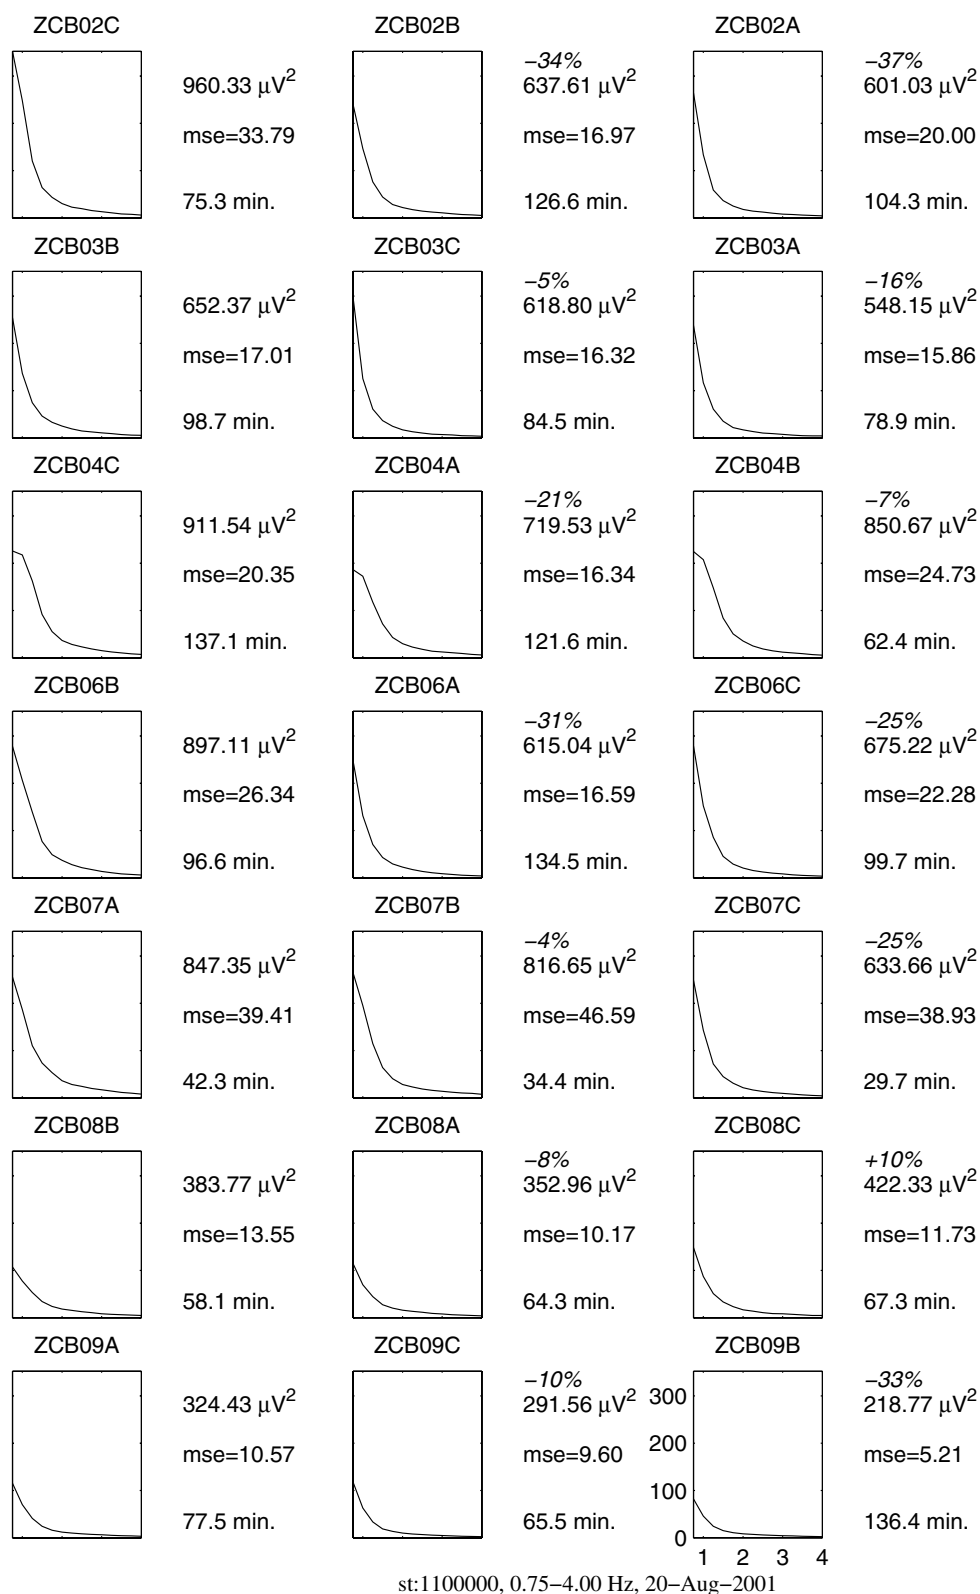 ZCB02C ZCB02B ZCB02A
−34% −37%
960.33 μV² 637.61 μV² 601.03 μV²
mse=33.79 mse=16.97 mse=20.00
75.3 min. 126.6 min. 104.3 min.
ZCB03B ZCB03C ZCB03A
−5% −16%
652.37 μV² 618.80 μV² 548.15 μV²
mse=17.01 mse=16.32 mse=15.86
98.7 min. 84.5 min. 78.9 min.
ZCB04C ZCB04A ZCB04B
−21% −7%
911.54 μV² 719.53 μV² 850.67 μV²
mse=20.35 mse=16.34 mse=24.73
137.1 min. 121.6 min. 62.4 min.
ZCB06B ZCB06A ZCB06C
−31% −25%
897.11 μV² 615.04 μV² 675.22 μV²
mse=26.34 mse=16.59 mse=22.28
96.6 min. 134.5 min. 99.7 min.
ZCB07A ZCB07B ZCB07C
−4% −25%
847.35 μV² 816.65 μV² 633.66 μV²
mse=39.41 mse=46.59 mse=38.93
42.3 min. 34.4 min. 29.7 min.
ZCB08B ZCB08A ZCB08C
−8% +10%
383.77 μV² 352.96 μV² 422.33 μV²
mse=13.55 mse=10.17 mse=11.73
58.1 min. 64.3 min. 67.3 min.
ZCB09A ZCB09C ZCB09B
−10% −33%
324.43 μV² 291.56 μV² 300 218.77 μV²
200
mse=10.57 mse=9.60 mse=5.21
100
77.5 min. 65.5 min. 136.4 min.
0
1 2 3 4
st:1100000, 0.75−4.00 Hz, 20−Aug−2001